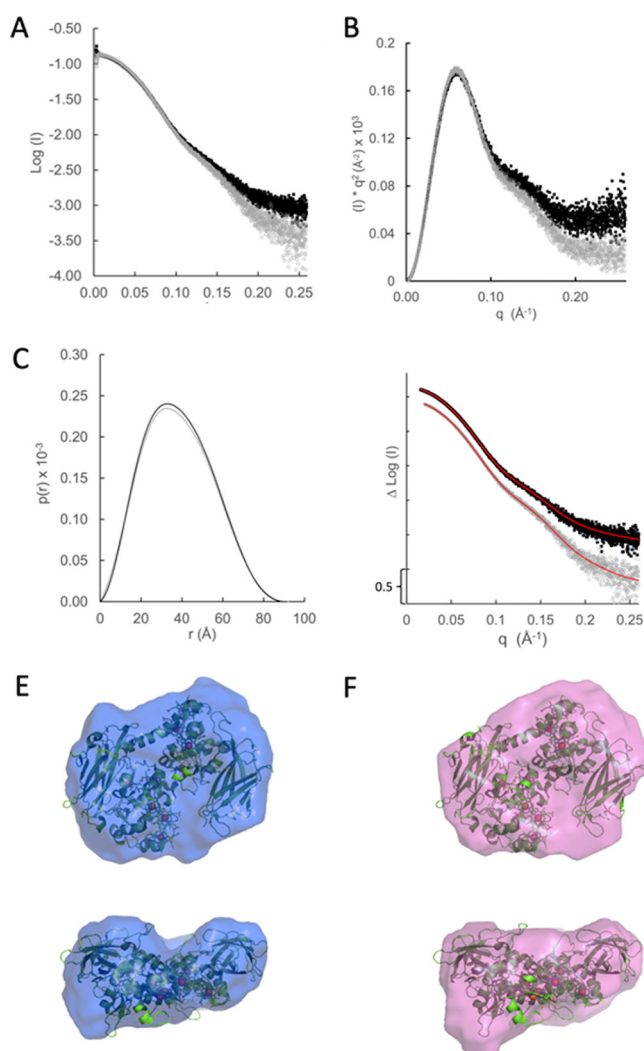 A
-0.50
-1.00
-1.50
-2.00
-2.50
-3.00
-3.50
-4.00
Log (I)
0.00 0.05 0.10 0.15 0.20 0.25
B
0.2
0.16
0.12
0.08
0.04
0
(I) * q² (Å⁻²) x 10³
0.00 0.10 0.20
q (Å⁻¹)
C
0.30
0.25
0.20
0.15
0.10
0.05
0.00
p(r) x 10⁻³
0 20 40 60 80 100
r (Å)
Δ Log (I)
0.5
0 0.05 0.1 0.15 0.2 0.25
q (Å⁻¹)
E
F